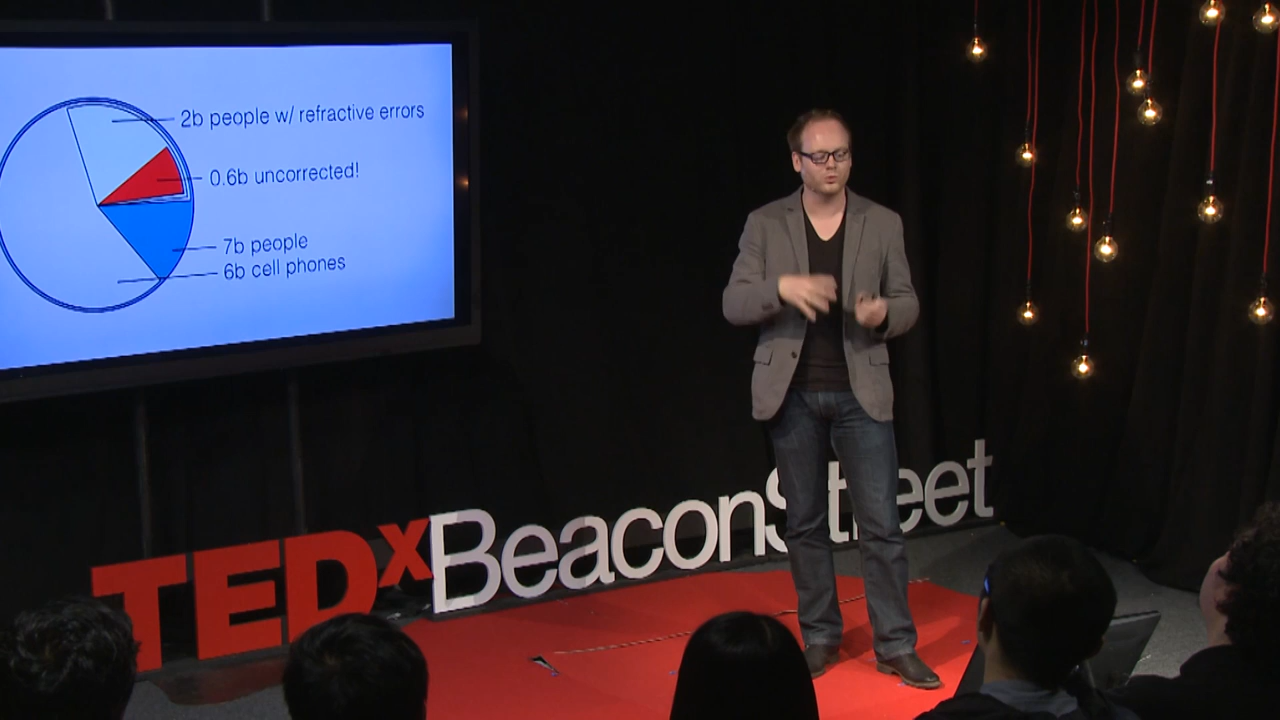 2b people w/ refractive errors
0.6b uncorrected!
7b people
6b cell phones
TEDxBeaconStreet